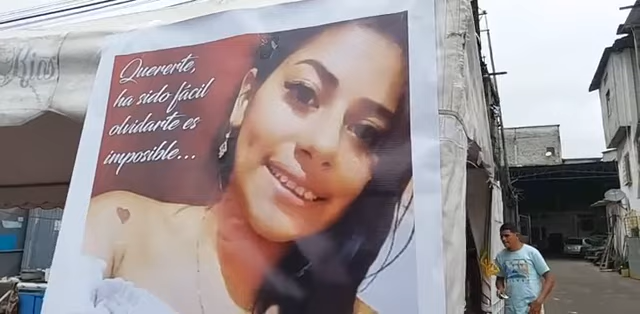 Quererte,
ha sido fácil
olvidarte es
imposible...